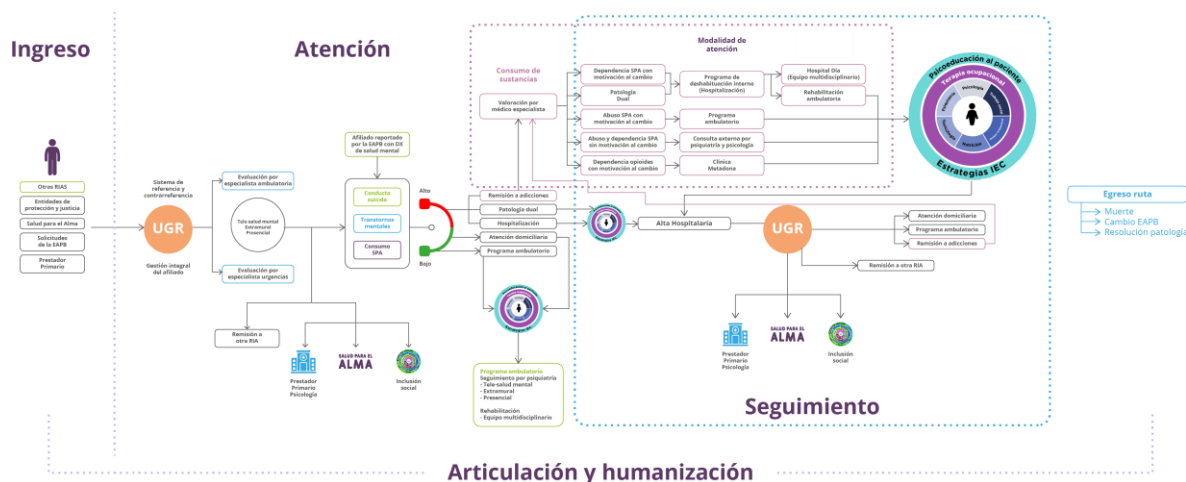 Ingreso
Atención
Otros RIAS
Entidades de
protección y justicia
Salud para el Alma
Solicitudes
de la EAPB
Prestador
Primario
Sistema de
referencia y
contrarreferencia
UGR
Gestión integral
del afiliado
Evaluación por
especialista ambulatoria
Tele-salud mental
Extramural
Presencial
Evaluación por
especialista urgencias
Remisión a
otra RIA
Prestador
Primario
Psicología
SALUD PARA EL
ALMA
Inclusión
social
Afiliado reportado
por la EAPB con DX
de salud mental
Conducta
suicida
Transtornos
mentales
Consumo
SPA
Alto
Bajo
Remisión a adicciones
Patología dual
Hospitalización
Atención domiciliaria
Programa ambulatorio
Programa ambulatorio
Seguimiento por psiquiatría
- Tele-salud mental
- Extramural
- Presencial
Rehabilitación
- Equipo multidisciplinario
Consumo de
sustancias
Valoración por
médico especialista
Modalidad de
atención
Dependencia SPA con
motivación al cambio
Patología
Dual
Abuso SPA con
motivación al cambio
Abuso y dependencia SPA
sin motivación al cambio
Dependencia opioides
con motivación al cambio
Programa de
deshabituación interno
(Hospitalización)
Programa
ambulatorio
Consulta externa por
psiquiatría y psicología
Clínica
Metadona
Hospital Día
(Equipo multidisciplinario)
Rehabilitación
ambulatoria
Psicoeducación al paciente
Terapia ocupacional
Psicología
Nutrición
Estrategias IEC
Alta Hospitalaria
UGR
Atención domiciliaria
Programa ambulatorio
Remisión a adicciones
Remisión a otra RIA
Prestador
Primario
Psicología
SALUD PARA EL
ALMA
Inclusión
social
Seguimiento
Egreso ruta
Muerte
Cambio EAPB
Resolución patología
Articulación y humanización